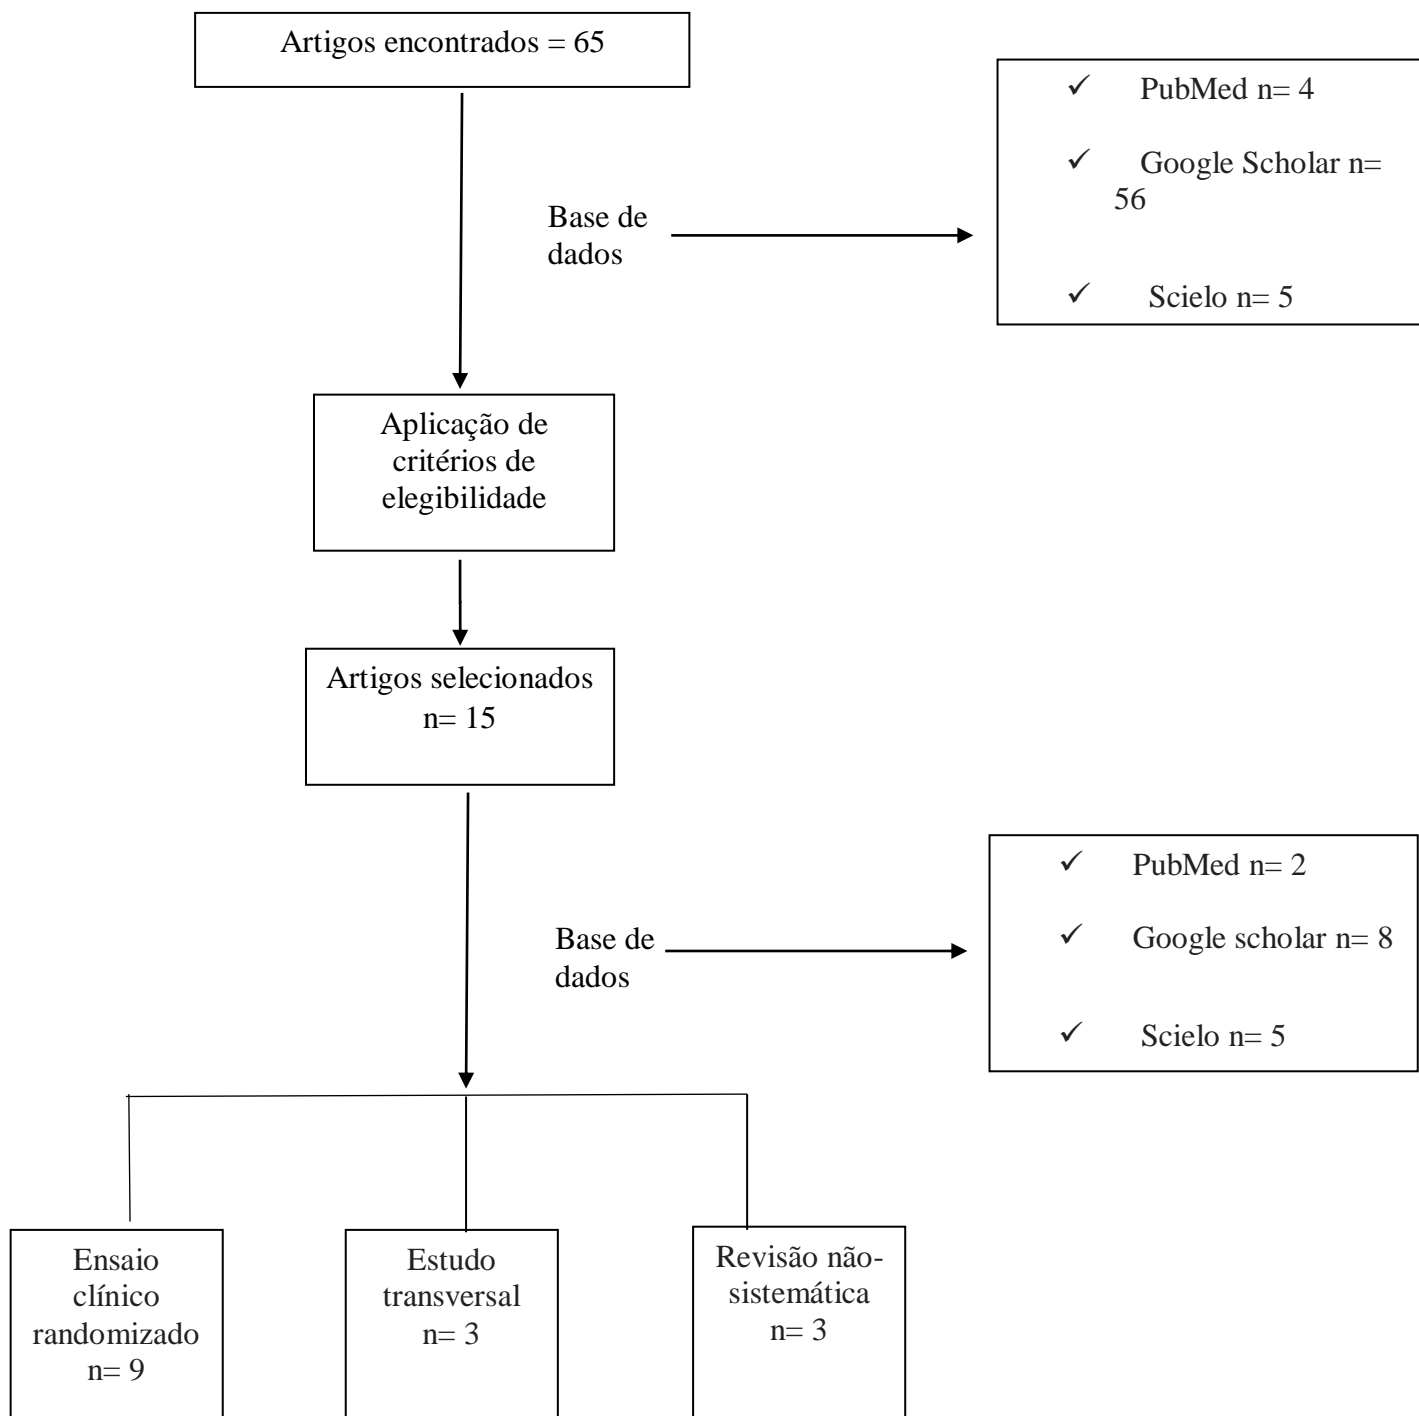 Artigos encontrados = 65
✓ PubMed n= 4
✓ Google Scholar n=
56
✓ Scielo n= 5
Base de
dados
Aplicação de
critérios de
elegibilidade
Artigos selecionados
n= 15
✓ PubMed n= 2
✓ Google scholar n= 8
✓ Scielo n= 5
Base de
dados
Ensaio
clínico
randomizado
n= 9
Estudo
transversal
n= 3
Revisão não-
sistemática
n= 3